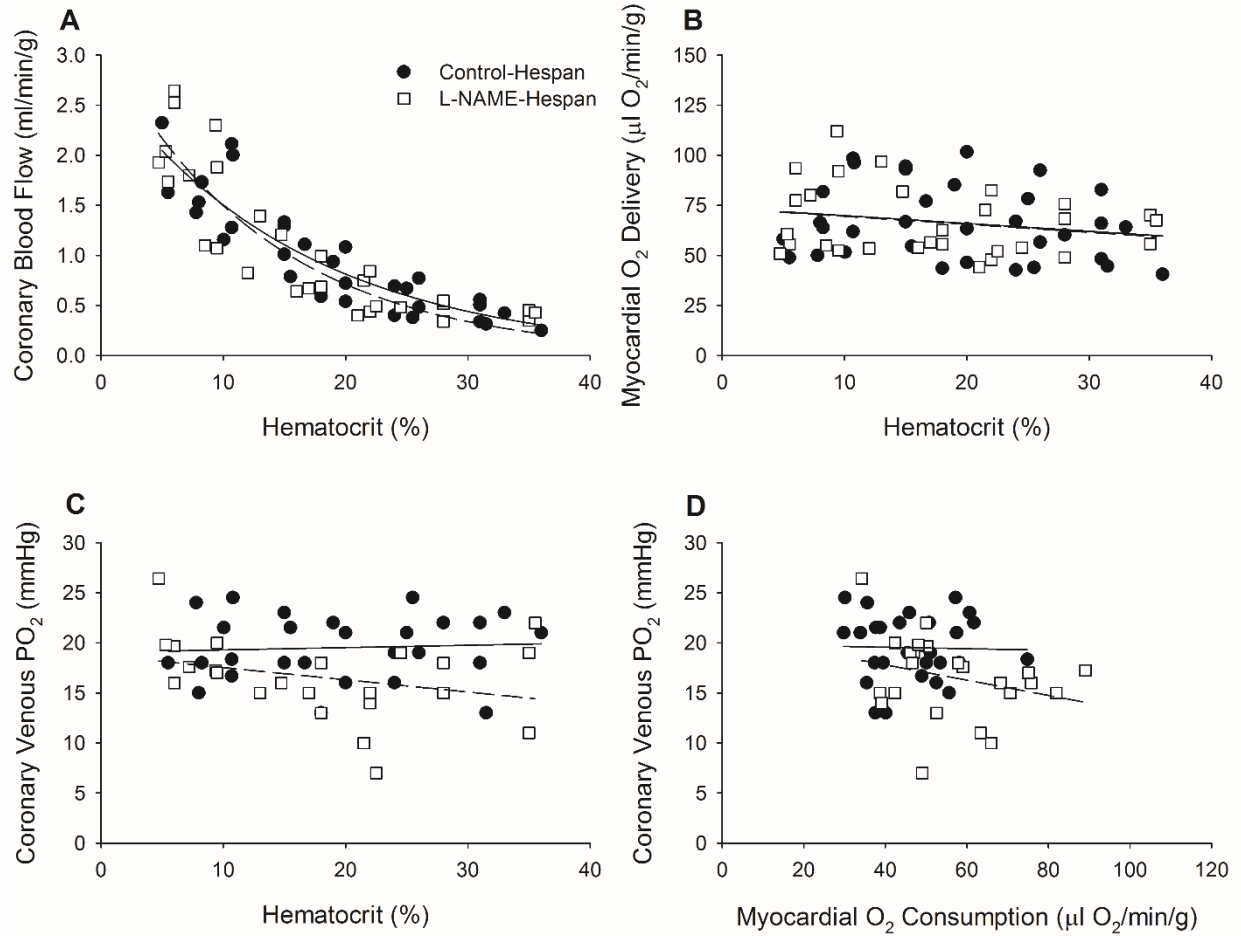 A
Coronary Blood Flow (ml/min/g)
3.0
2.5
2.0
1.5
1.0
0.5
0.0
0 10 20 30 40
Hematocrit (%)
Control-Hespan
L-NAME-Hespan
B
Myocardial O2 Delivery (μl O2/min/g)
150
125
100
75
50
25
0
0 10 20 30 40
Hematocrit (%)
C
Coronary Venous PO2 (mmHg)
30
25
20
15
10
5
0
0 10 20 30 40
Hematocrit (%)
D
Coronary Venous PO2 (mmHg)
30
25
20
15
10
5
0
0 20 40 60 80 100 120
Myocardial O2 Consumption (μl O2/min/g)